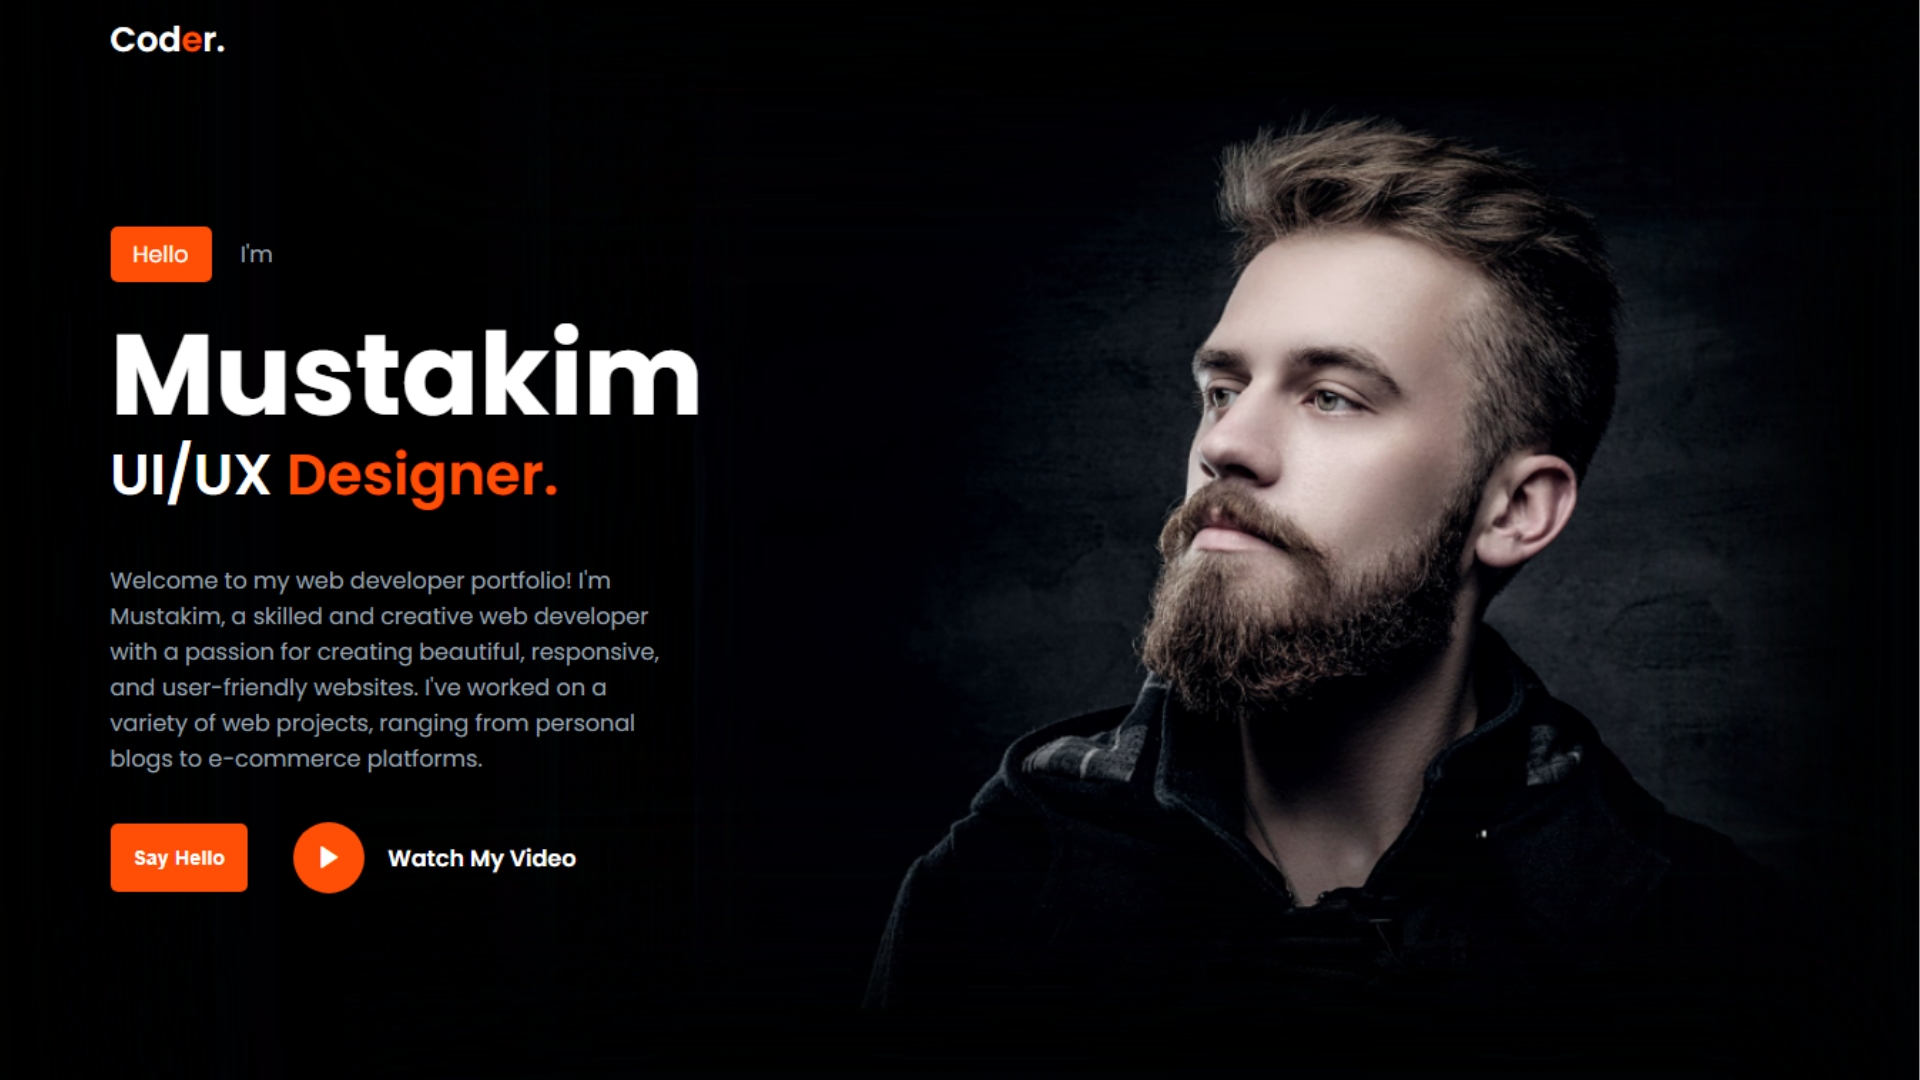 Coder.
Hello I'm
Mustakim
UI/UX Designer.
Welcome to my web developer portfolio! I'm
Mustakim, a skilled and creative web developer
with a passion for creating beautiful, responsive,
and user-friendly websites. I've worked on a
variety of web projects, ranging from personal
blogs to e-commerce platforms.
Say Hello Watch My Video